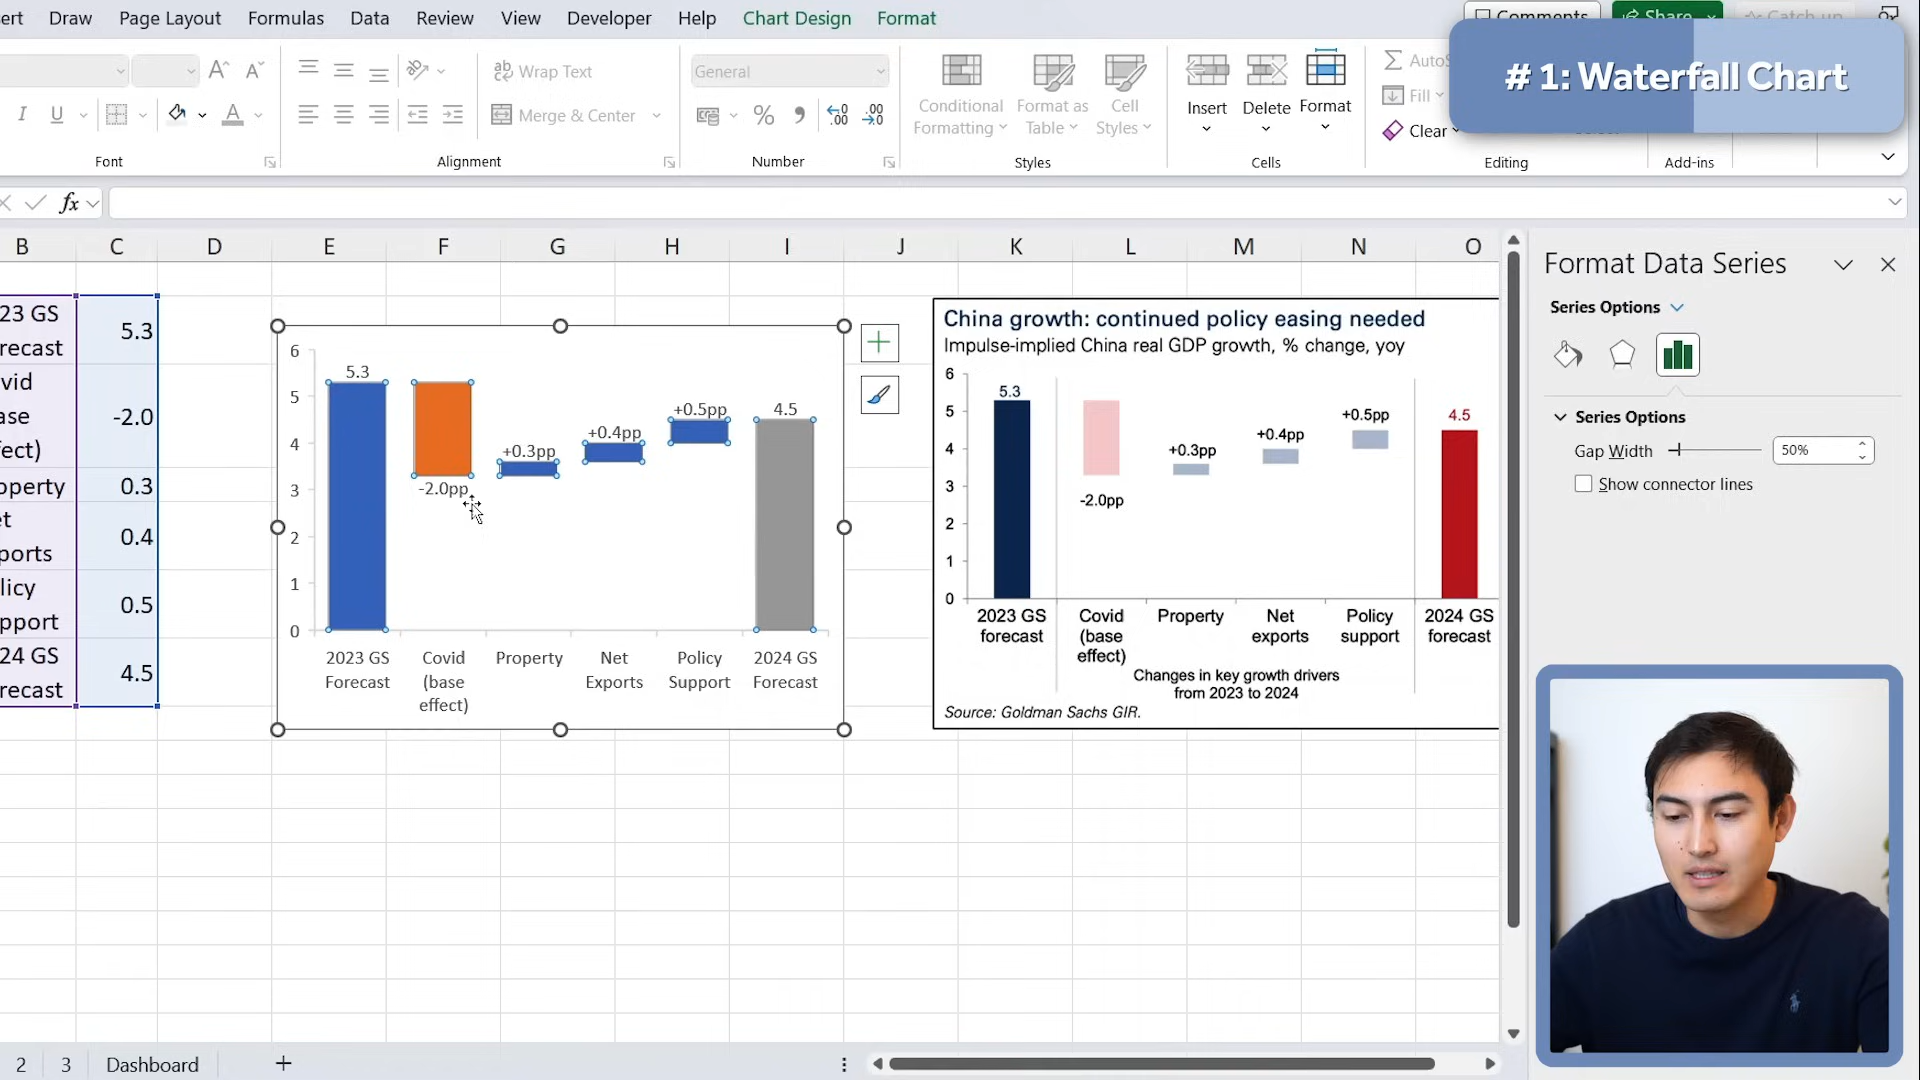 ert Draw Page Layout Formulas Data Review View Developer Help Chart Design Format
Comments Share Catch up
# 1: Waterfall Chart
Wrap Text
General
Merge & Center
Conditional Formatting
Format as Table
Cell Styles
Insert Delete Format
AutoS
Fill
Clear
Font Alignment Number Styles Cells Editing Add-ins
fx
B C D E F G H I J K L M N O
23 GS
recast
5.3
vid
ase
ect)
-2.0
operty
0.3
et
ports
0.4
licy
pport
0.5
24 GS
recast
4.5
6
5
4
3
2
1
0
5.3
-2.0pp
+0.3pp
+0.4pp
+0.5pp
4.5
2023 GS
Forecast
Covid
(base
effect)
Property
Net
Exports
Policy
Support
2024 GS
Forecast
China growth: continued policy easing needed
Impulse-implied China real GDP growth, % change, yoy
6
5
4
3
2
1
0
5.3
-2.0pp
+0.3pp
+0.4pp
+0.5pp
4.5
2023 GS
forecast
Covid
(base
effect)
Property
Net
exports
Policy
support
2024 GS
forecast
Changes in key growth drivers
from 2023 to 2024
Source: Goldman Sachs GIR.
Format Data Series
Series Options
Series Options
Gap Width 50%
Show connector lines
2 3 Dashboard